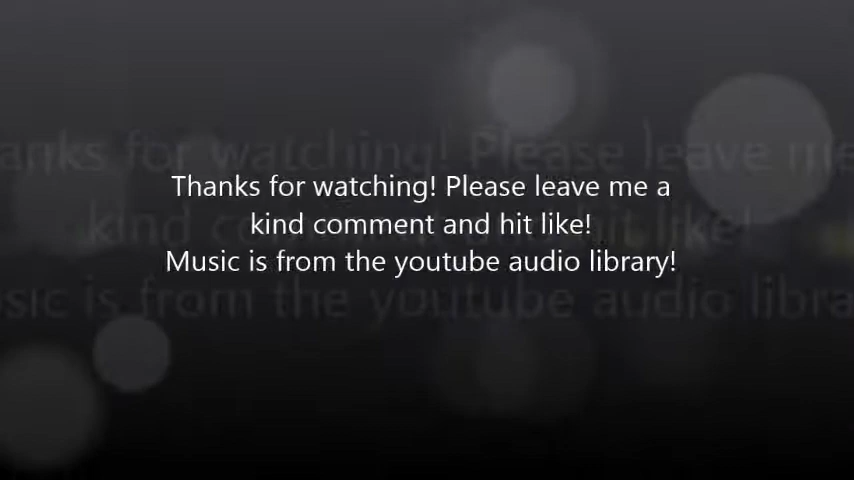 Thanks for watching! Please leave me a
kind comment and hit like!
Music is from the youtube audio library!